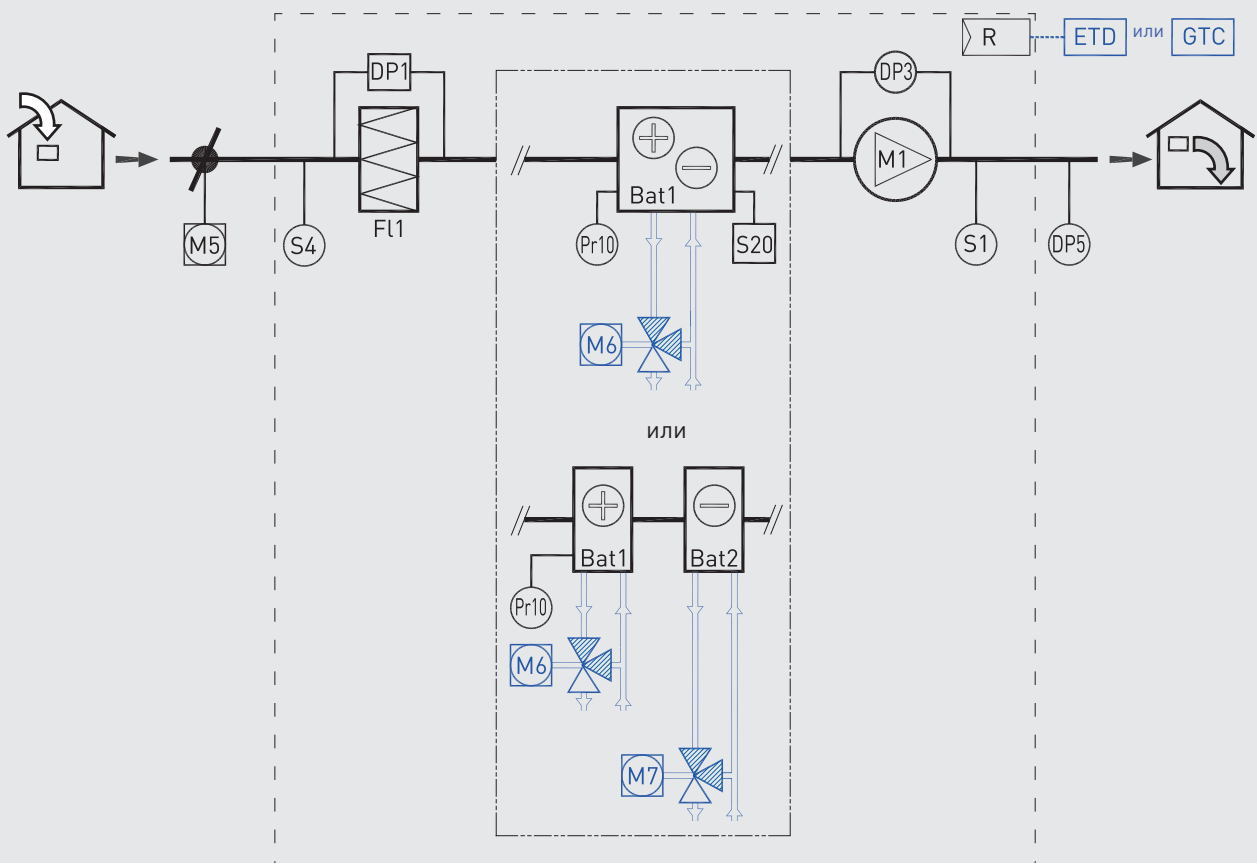 R
ETD
или
GTC
DP1
DP3
M1
Bat1
Fl1
M5
S4
Pr10
S20
S1
DP5
M6
или
Bat1
Bat2
Pr10
M6
M7